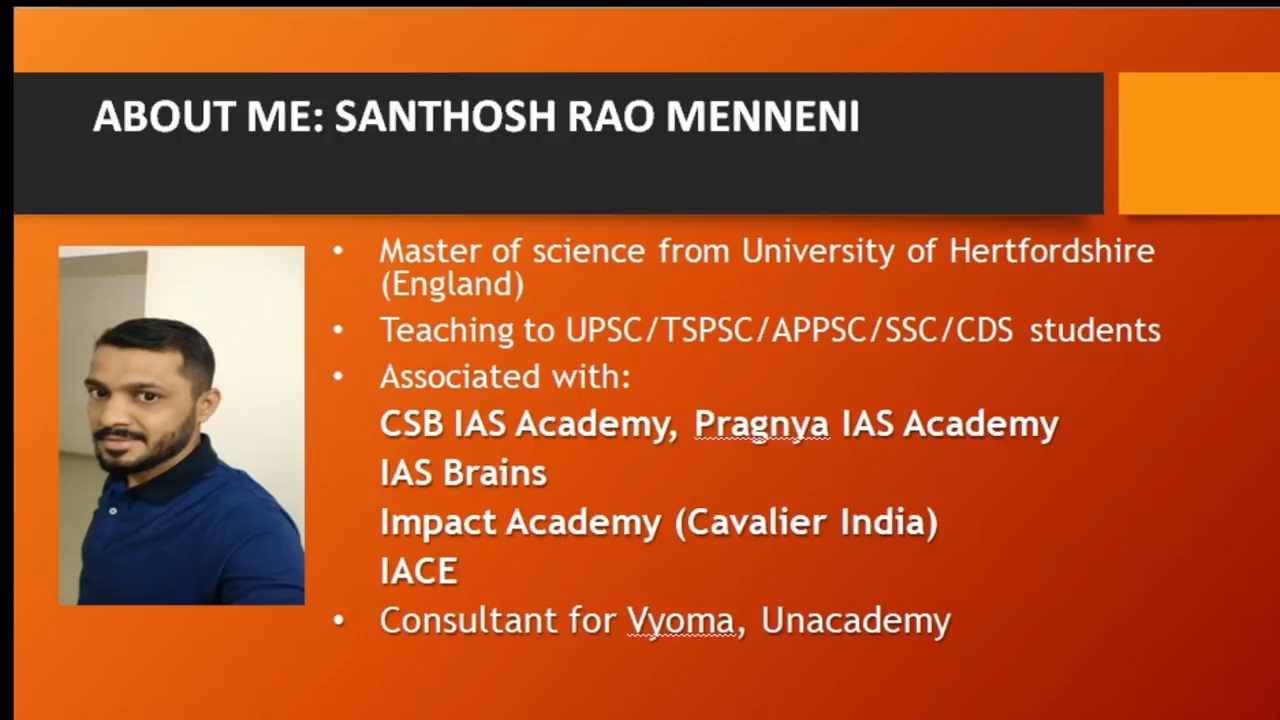 ABOUT ME: SANTHOSH RAO MENNENI
• Master of science from University of Hertfordshire
(England)
• Teaching to UPSC/TSPSC/APPSC/SSC/CDS students
• Associated with:
CSB IAS Academy, Pragnya IAS Academy
IAS Brains
Impact Academy (Cavalier India)
IACE
• Consultant for Vyoma, Unacademy